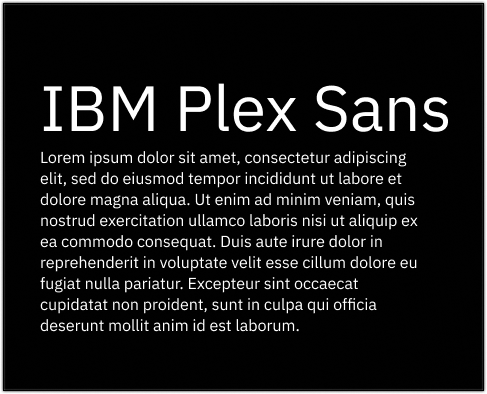 IBM Plex Sans
Lorem ipsum dolor sit amet, consectetur adipiscing
elit, sed do eiusmod tempor incididunt ut labore et
dolore magna aliqua. Ut enim ad minim veniam, quis
nostrud exercitation ullamco laboris nisi ut aliquip ex
ea commodo consequat. Duis aute irure dolor in
reprehenderit in voluptate velit esse cillum dolore eu
fugiat nulla pariatur. Excepteur sint occaecat
cupidatat non proident, sunt in culpa qui officia
deserunt mollit anim id est laborum.